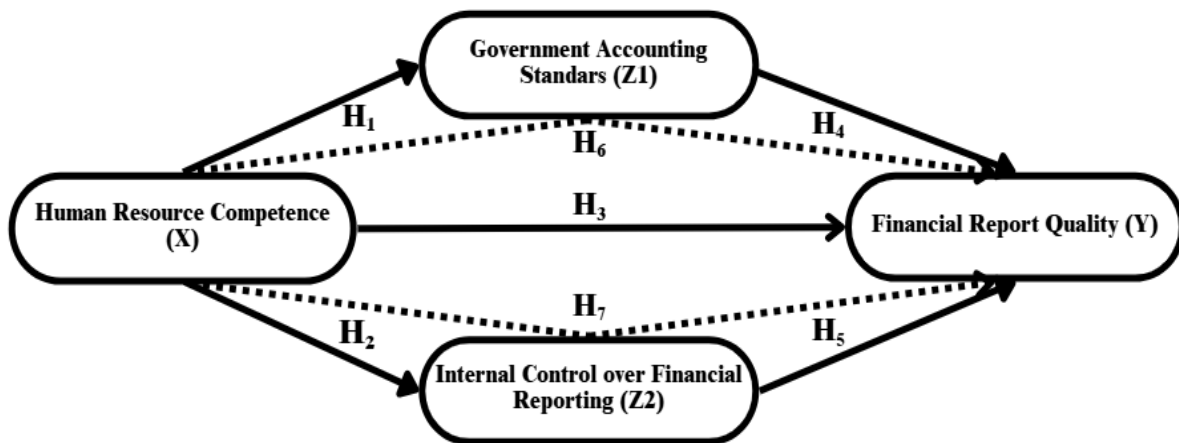 Government Accounting
Standars (Z1)
H₁
H₄
H₆
Human Resource Competence
(X)
H₃
Financial Report Quality (Y)
H₇
H₂
H₅
Internal Control over Financial
Reporting (Z2)